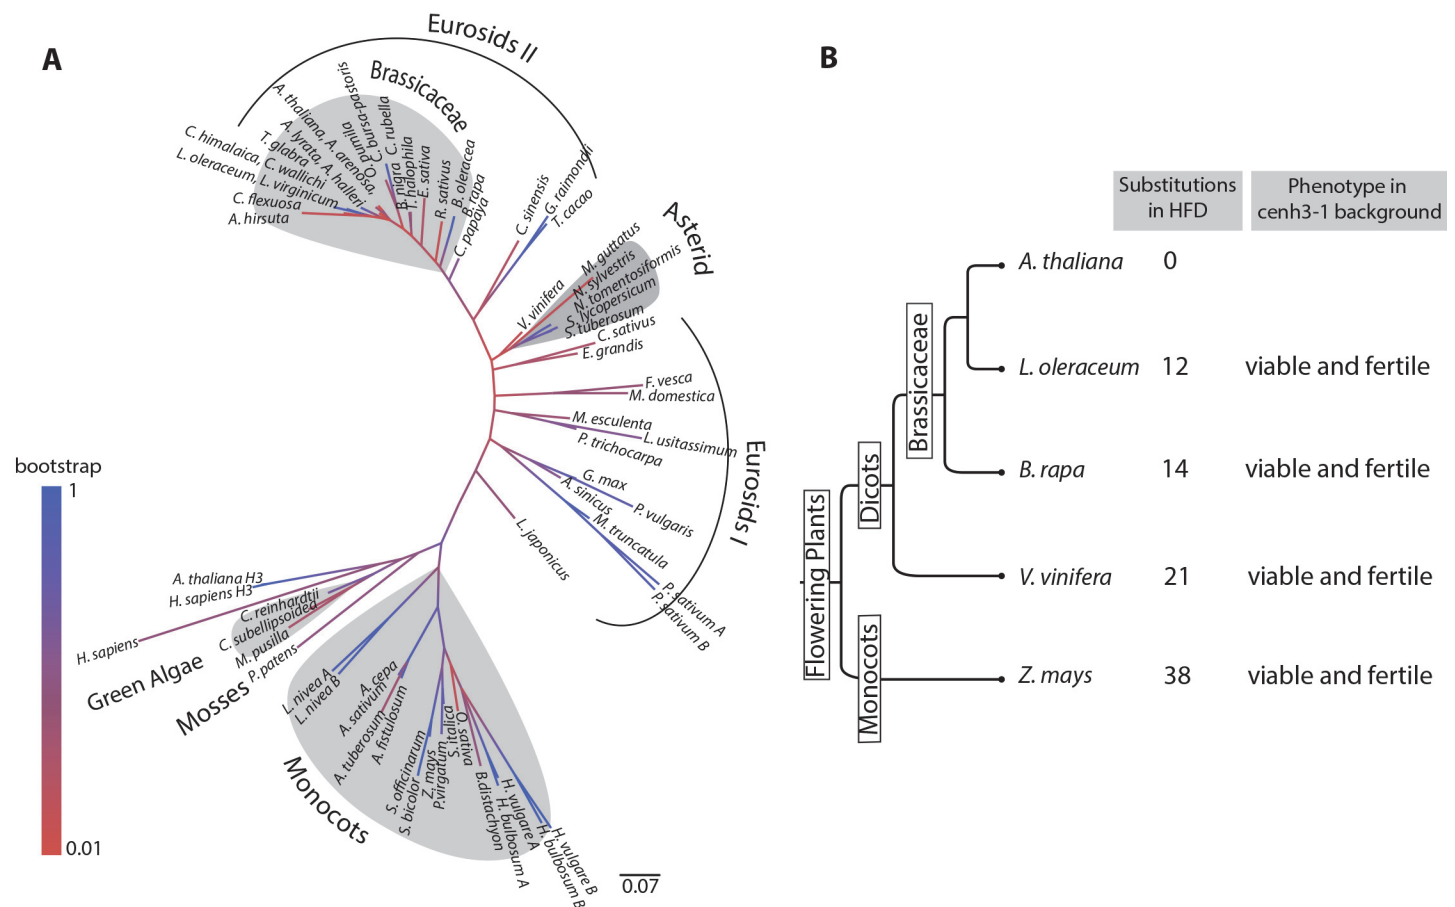 A
Eurosids II
Brassicaceae
A. thaliana, A. arenosa,
A. lyrata, A. halleri
T. glabra
C. himalaica, C. wallichi
L. oleraceum, L. virginicum
C. flexuosa
A. hirsuta
O. pumila
C. bursa-pastoris
C. rubella
B. nigra
T. halophila
E. sativa
R. sativus
B. oleracea
B. rapa
C. papaya
C. sinensis
G. raimondii
T. cacao
Asterid
V. vinifera
M. guttatus
N. sylvestris
N. tomentosiformis
S. lycopersicum
S. tuberosum
C. sativus
E. grandis
F. vesca
M. domestica
M. esculenta
L. usitassimum
P. trichocarpa
Eurosids I
G. max
A. sinicus
P. vulgaris
M. truncatula
P. sativum A
P. sativum B
L. japonicus
bootstrap
1
0.01
A. thaliana H3
H. sapiens H3
C. reinhardtii
C. subellipsoidea
H. sapiens
M. pusilla
P. patens
Green Algae
Mosses
Monocots
L. nivea A
L. nivea B
A. cepa
A. sativum
A. tuberosum
A. fistulosum
S. officinarum
S. bicolor
Z. mays
P.virgatum
S. italica
O. sativa
B.distachyon
H. vulgare A
H. bulbosum A
H. vulgare B
H. bulbosum B
0.07
B
Substitutions
in HFD
Phenotype in
cenh3-1 background
Flowering Plants
Dicots
Monocots
Brassicaceae
A. thaliana 0
L. oleraceum 12 viable and fertile
B. rapa 14 viable and fertile
V. vinifera 21 viable and fertile
Z. mays 38 viable and fertile